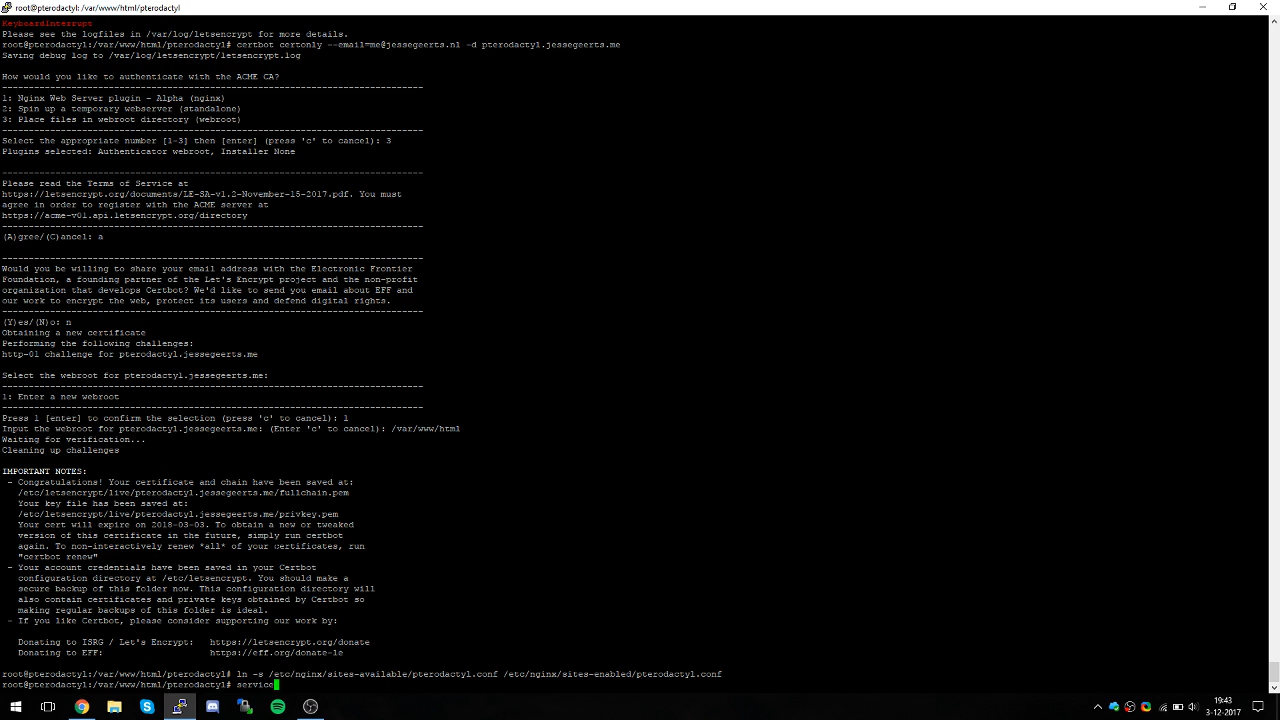 root@pterodactyl: /var/www/html/pterodactyl
KeyboardInterrupt
Please see the logfiles in /var/log/letsencrypt for more details.
root@pterodactyl:/var/www/html/pterodactyl# certbot certonly --email=me@jessegeerts.nl -d pterodactyl.jessegeerts.me
Saving debug log to /var/log/letsencrypt/letsencrypt.log
How would you like to authenticate with the ACME CA?
-------------------------------------------------------------------------------
1: Nginx Web Server plugin - Alpha (nginx)
2: Spin up a temporary webserver (standalone)
3: Place files in webroot directory (webroot)
-------------------------------------------------------------------------------
Select the appropriate number [1-3] then [enter] (press 'c' to cancel): 3
Plugins selected: Authenticator webroot, Installer None
-------------------------------------------------------------------------------
Please read the Terms of Service at
https://letsencrypt.org/documents/LE-SA-v1.2-November-15-2017.pdf. You must
agree in order to register with the ACME server at
https://acme-v01.api.letsencrypt.org/directory
-------------------------------------------------------------------------------
(A)gree/(C)ancel: a
-------------------------------------------------------------------------------
Would you be willing to share your email address with the Electronic Frontier
Foundation, a founding partner of the Let's Encrypt project and the non-profit
organization that develops Certbot? We'd like to send you email about EFF and
our work to encrypt the web, protect its users and defend digital rights.
-------------------------------------------------------------------------------
(Y)es/(N)o: n
Obtaining a new certificate
Performing the following challenges:
http-01 challenge for pterodactyl.jessegeerts.me
Select the webroot for pterodactyl.jessegeerts.me:
-------------------------------------------------------------------------------
1: Enter a new webroot
-------------------------------------------------------------------------------
Press 1 [enter] to confirm the selection (press 'c' to cancel): 1
Input the webroot for pterodactyl.jessegeerts.me: (Enter 'c' to cancel): /var/www/html
Waiting for verification...
Cleaning up challenges
IMPORTANT NOTES:
- Congratulations! Your certificate and chain have been saved at:
/etc/letsencrypt/live/pterodactyl.jessegeerts.me/fullchain.pem
Your key file has been saved at:
/etc/letsencrypt/live/pterodactyl.jessegeerts.me/privkey.pem
Your cert will expire on 2018-03-03. To obtain a new or tweaked
version of this certificate in the future, simply run certbot
again. To non-interactively renew *all* of your certificates, run
"certbot renew"
- Your account credentials have been saved in your Certbot
configuration directory at /etc/letsencrypt. You should make a
secure backup of this folder now. This configuration directory will
also contain certificates and private keys obtained by Certbot so
making regular backups of this folder is ideal.
- If you like Certbot, please consider supporting our work by:
Donating to ISRG / Let's Encrypt:   https://letsencrypt.org/donate
Donating to EFF:                    https://eff.org/donate-le
root@pterodactyl:/var/www/html/pterodactyl# ln -s /etc/nginx/sites-available/pterodactyl.conf /etc/nginx/sites-enabled/pterodactyl.conf
root@pterodactyl:/var/www/html/pterodactyl# service
19:43
3-12-2017